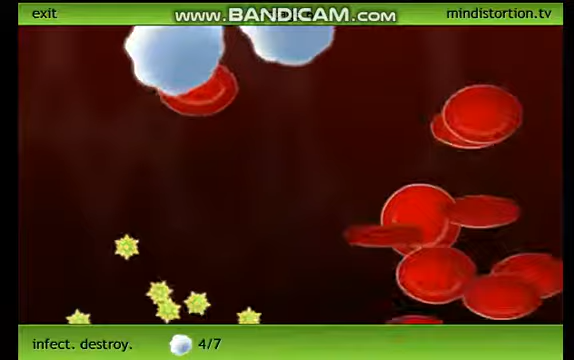 exit
www.BANDICAM.com
mindistortion.tv
infect. destroy.
4/7